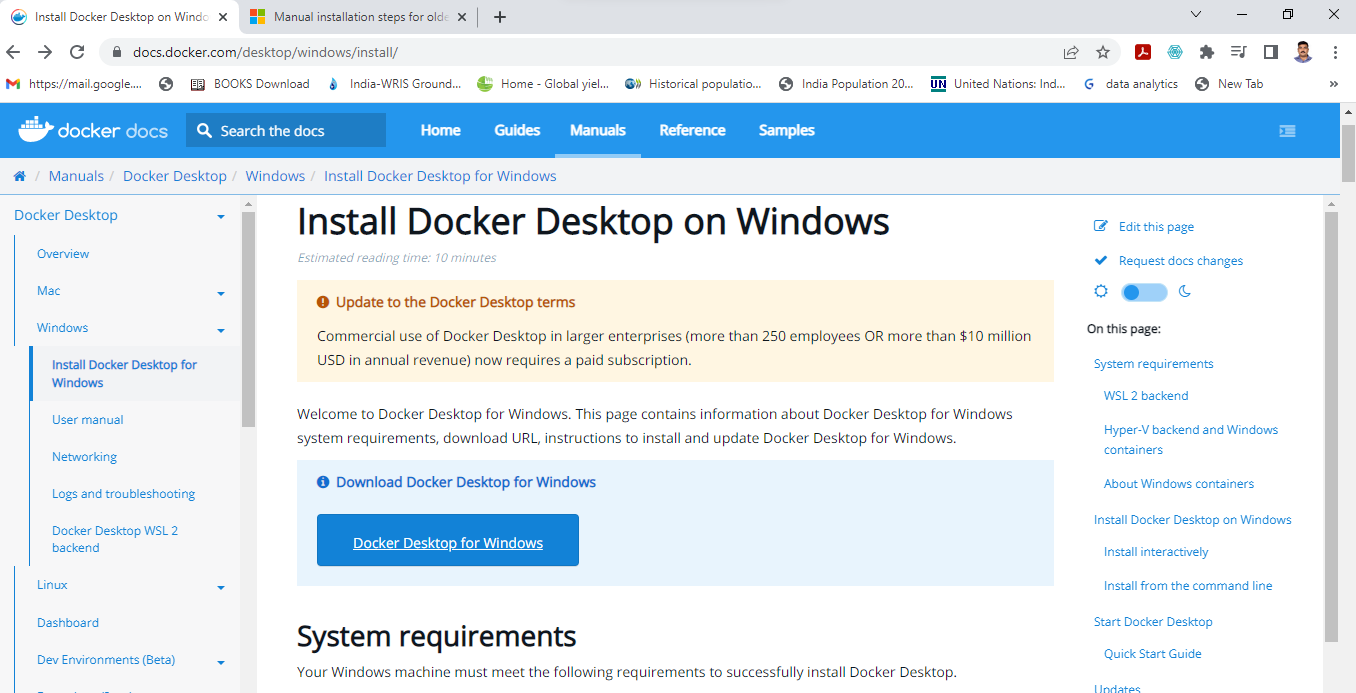 Install Docker Desktop on Windo
Manual installation steps for olde
docs.docker.com/desktop/windows/install/
https://mail.google....
BOOKS Download
India-WRIS Ground...
Home - Global yiel...
Historical populatio...
India Population 20...
UN
United Nations: Ind...
data analytics
New Tab
»
docker docs
Search the docs
Home
Guides
Manuals
Reference
Samples
/ Manuals / Docker Desktop / Windows / Install Docker Desktop for Windows
Docker Desktop
Overview
Mac
Windows
Install Docker Desktop for
Windows
User manual
Networking
Logs and troubleshooting
Docker Desktop WSL 2
backend
Linux
Dashboard
Dev Environments (Beta)
Install Docker Desktop on Windows
Estimated reading time: 10 minutes
Update to the Docker Desktop terms
Commercial use of Docker Desktop in larger enterprises (more than 250 employees OR more than $10 million
USD in annual revenue) now requires a paid subscription.
Welcome to Docker Desktop for Windows. This page contains information about Docker Desktop for Windows
system requirements, download URL, instructions to install and update Docker Desktop for Windows.
Download Docker Desktop for Windows
Docker Desktop for Windows
System requirements
Your Windows machine must meet the following requirements to successfully install Docker Desktop.
Edit this page
Request docs changes
On this page:
System requirements
WSL 2 backend
Hyper-V backend and Windows
containers
About Windows containers
Install Docker Desktop on Windows
Install interactively
Install from the command line
Start Docker Desktop
Quick Start Guide
Updates